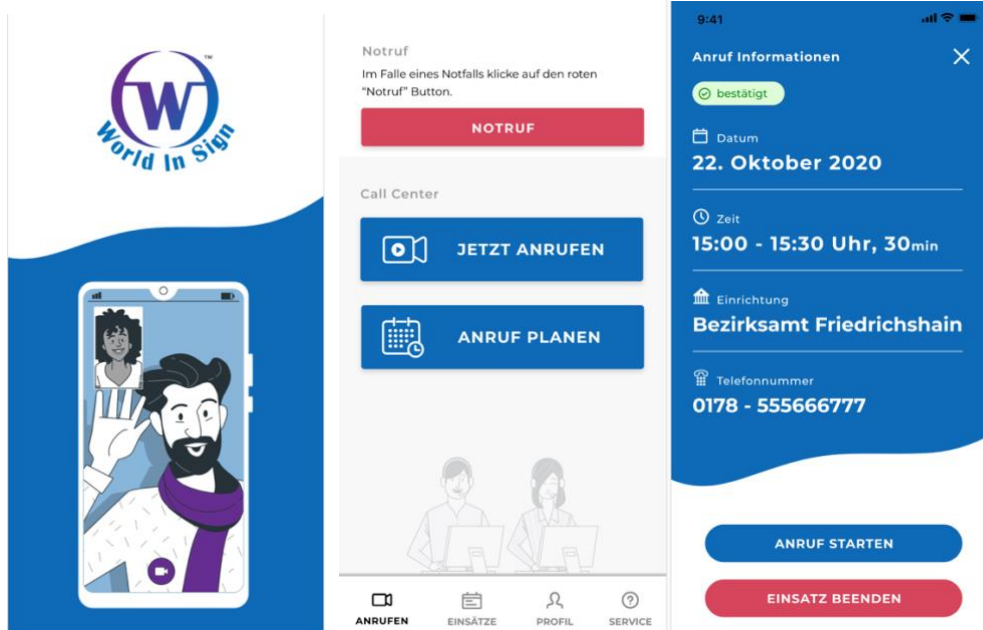 W
™
World In Sign
Notruf
Im Falle eines Notfalls klicke auf den roten
“Notruf” Button.
NOTRUF
Call Center
JETZT ANRUFEN
ANRUF PLANEN
ANRUFEN
EINSÄTZE
PROFIL
SERVICE
9:41
Anruf Informationen
bestätigt
Datum
22. Oktober 2020
Zeit
15:00 - 15:30 Uhr, 30min
Einrichtung
Bezirksamt Friedrichshain
Telefonnummer
0178 - 555666777
ANRUF STARTEN
EINSATZ BEENDEN